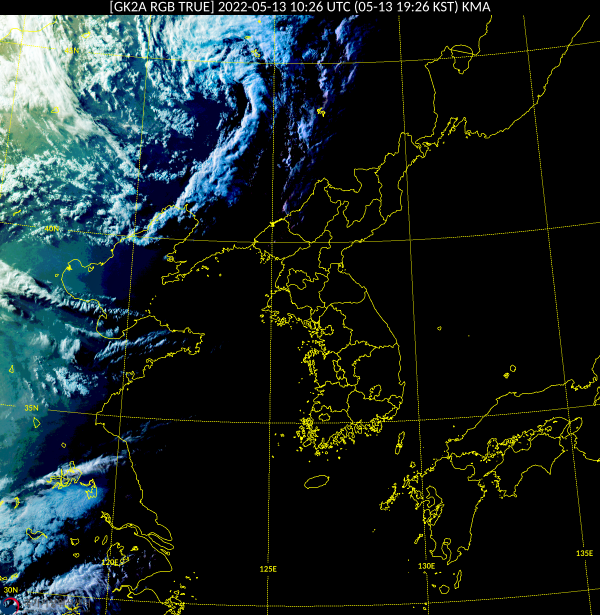 [GK2A RGB TRUE] 2022-05-13 10:26 UTC (05-13 19:26 KST) KMA
40N
35N
135E
130E
125E
120E
30N